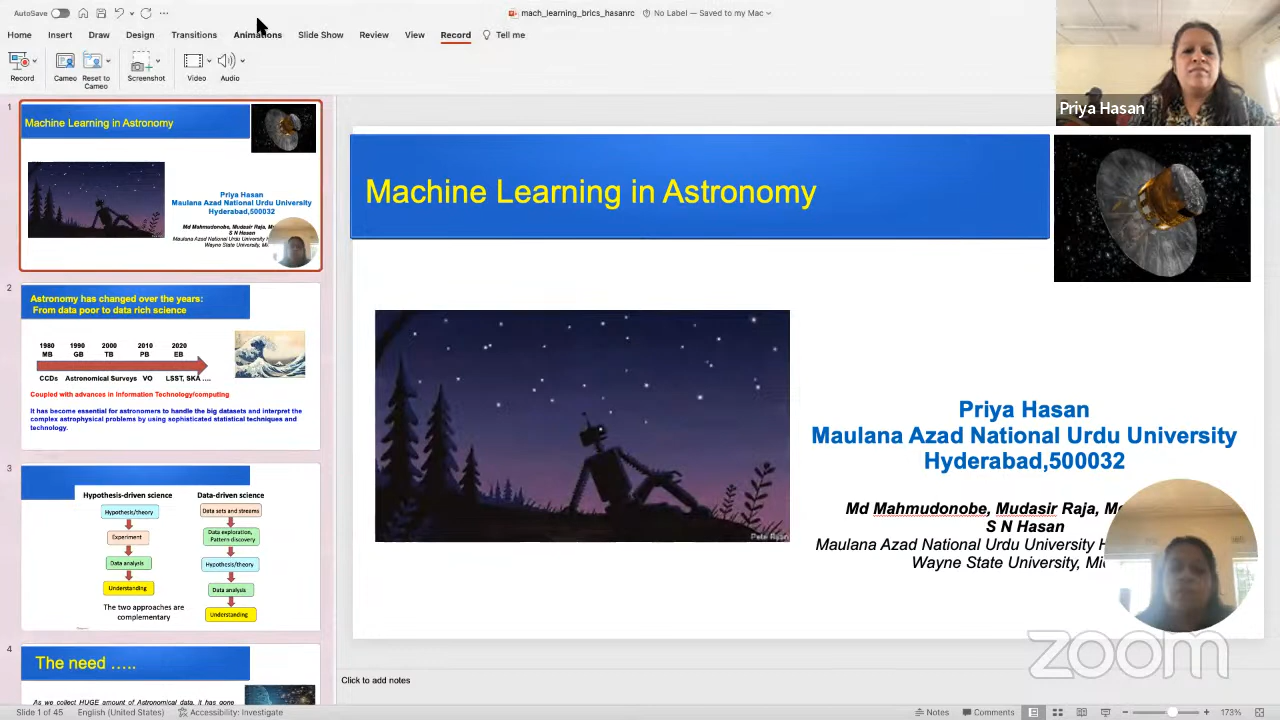 AutoSave
mach_learning_brics_hasanrc
No Label — Saved to my Mac
Home Insert Draw Design Transitions Animations Slide Show Review View Record Tell me
Record Cameo Reset to Cameo Screenshot Video Audio
Priya Hasan
1
Machine Learning in Astronomy
Priya Hasan
Maulana Azad National Urdu University
Hyderabad,500032
Md Mahmudonobe, Mudasir Raja,
S N Hasan
Maulana Azad National Urdu University
Wayne State University,
2
Astronomy has changed over the years:
From data poor to data rich science
1980 1990 2000 2010 2020
MB GB TB PB EB
CCDs Astronomical Surveys VO LSST, SKA ....
Coupled with advances in Information Technology/computing
It has become essential for astronomers to handle the big datasets and interpret the
complex astrophysical problems by using sophisticated statistical techniques and
technology.
3
Hypothesis-driven science Data-driven science
Hypothesis/theory
Experiment
Data analysis
Understanding
Data sets and streams
Data exploration,
Pattern discovery
Hypothesis/theory
Data analysis
Understanding
The two approaches are
complementary
4
The need .....
As we collect HUGE amount of Astronomical data, it has gone
Machine Learning in Astronomy
Priya Hasan
Maulana Azad National Urdu University
Hyderabad,500032
Md Mahmudonobe, Mudasir Raja,
S N Hasan
Maulana Azad National Urdu University
Wayne State University,
zoom
Click to add notes
Slide 1 of 45 English (United States) Accessibility: Investigate Notes Comments 173%